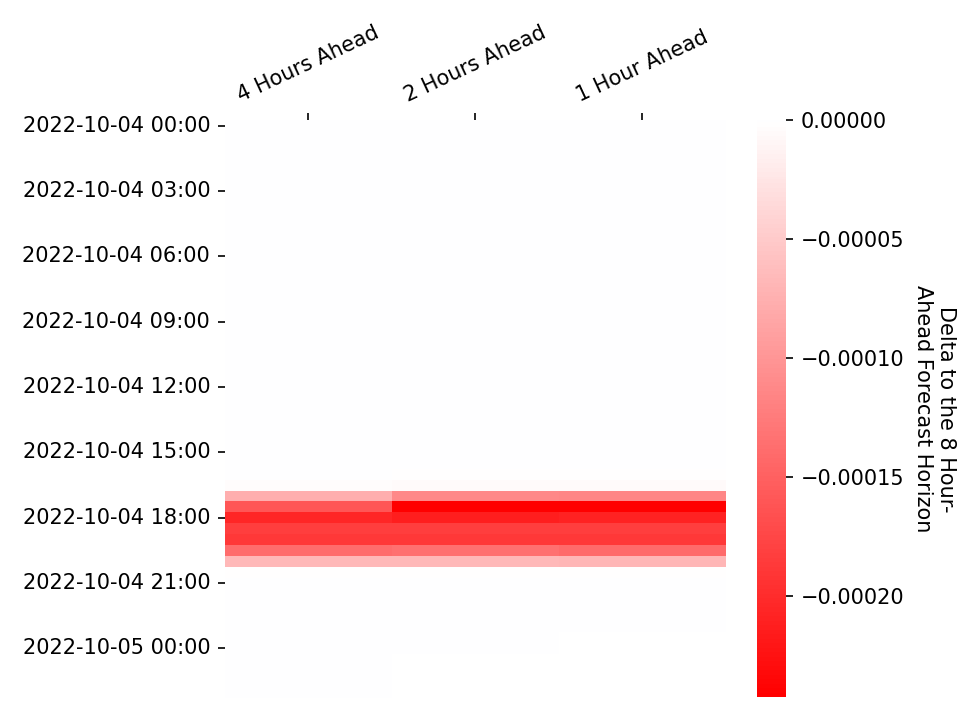 4 Hours Ahead
2 Hours Ahead
1 Hour Ahead
2022-10-04 00:00
2022-10-04 03:00
2022-10-04 06:00
2022-10-04 09:00
2022-10-04 12:00
2022-10-04 15:00
2022-10-04 18:00
2022-10-04 21:00
2022-10-05 00:00
0.00000
−0.00005
−0.00010
−0.00015
−0.00020
Delta to the 8 Hour-
Ahead Forecast Horizon